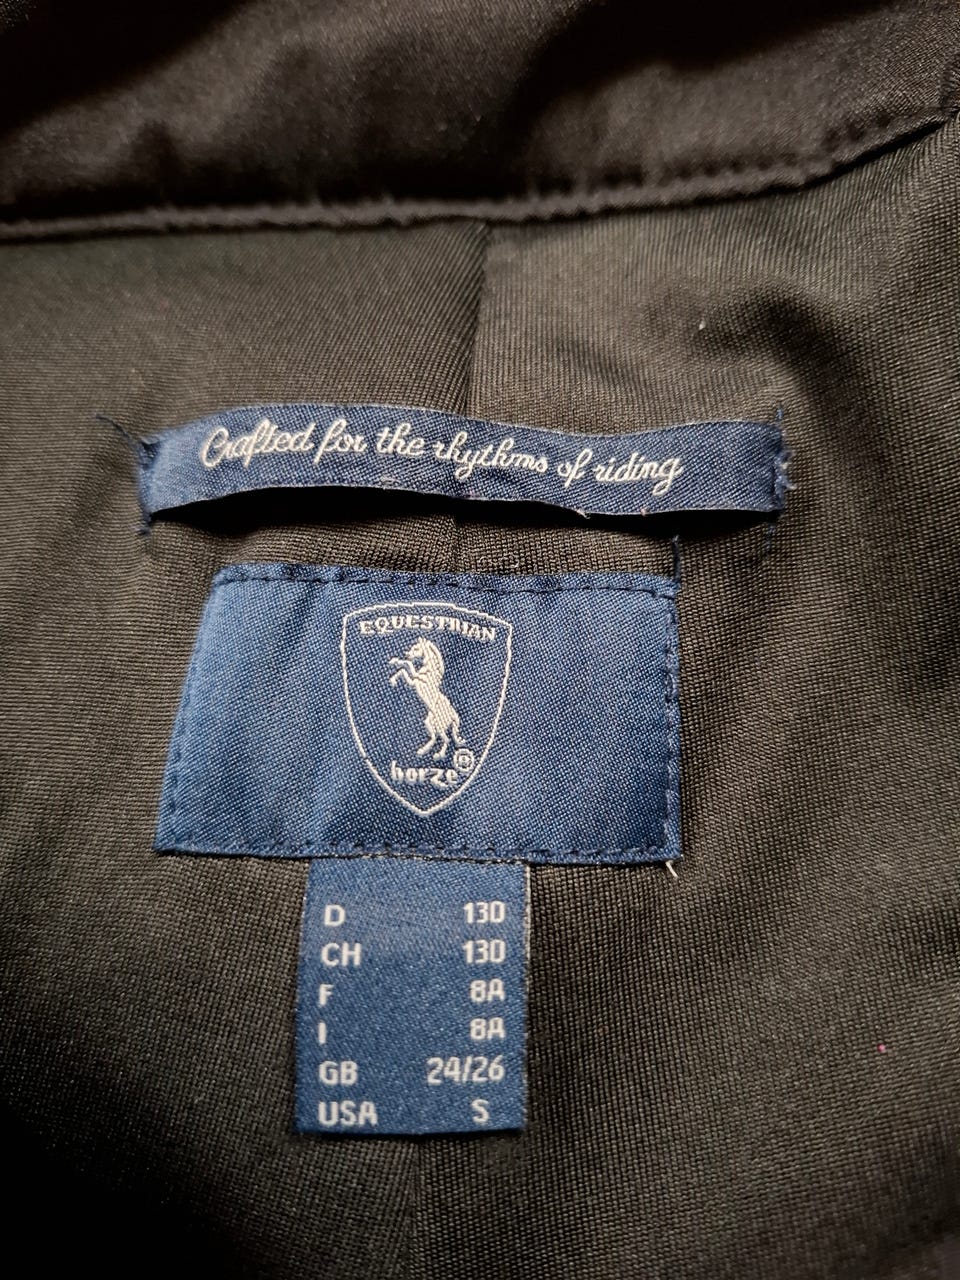 Crafted for the rhythms of riding
EQUESTRIAN
horze®
D 130
CH 130
F 8A
I 8A
GB 24/26
USA S